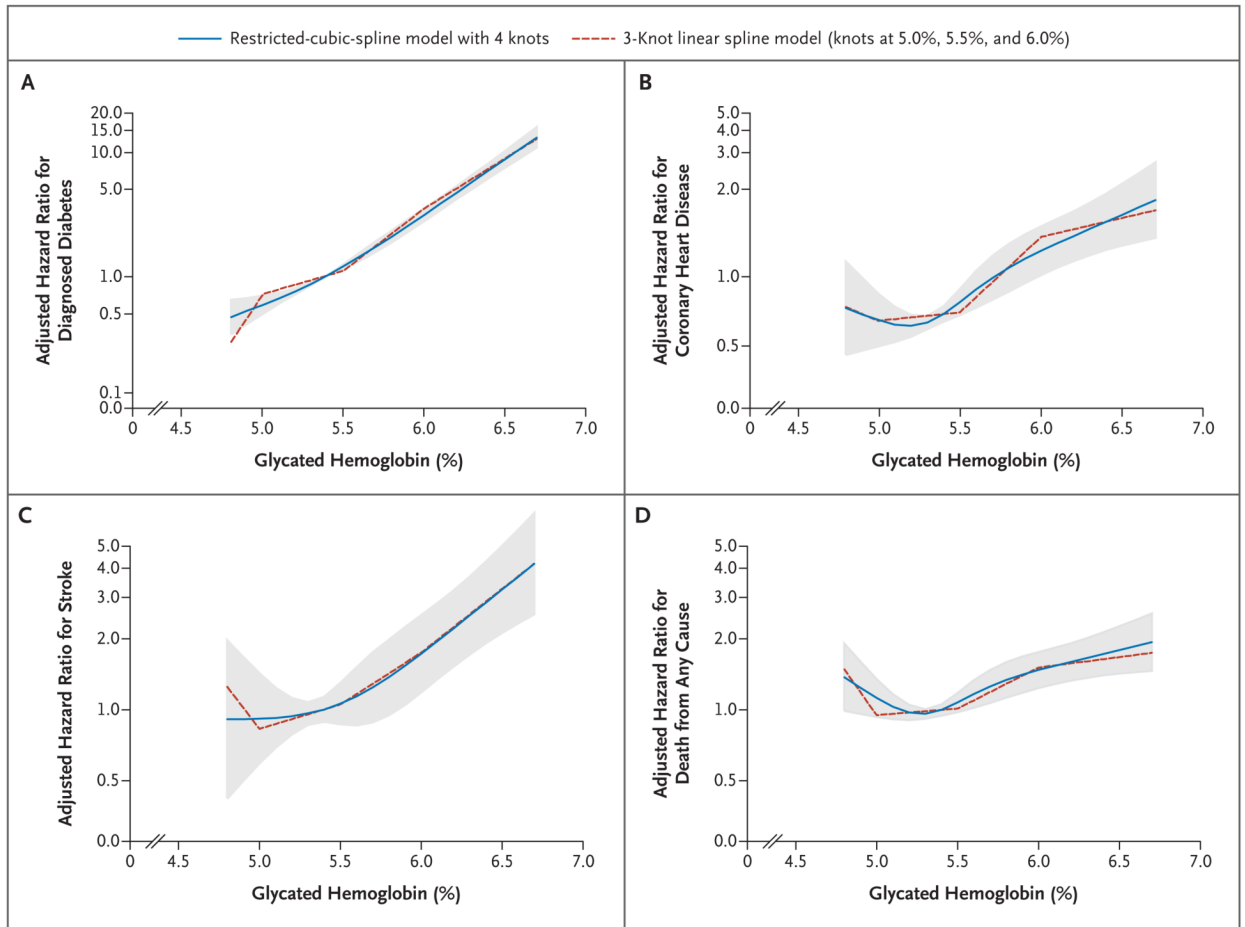 Restricted-cubic-spline model with 4 knots
3-Knot linear spline model (knots at 5.0%, 5.5%, and 6.0%)
A
Adjusted Hazard Ratio for
Diagnosed Diabetes
20.0
15.0
10.0
5.0
1.0
0.5
0.1
0.0
0 4.5 5.0 5.5 6.0 6.5 7.0
Glycated Hemoglobin (%)
B
Adjusted Hazard Ratio for
Coronary Heart Disease
5.0
4.0
3.0
2.0
1.0
0.5
0.0
0 4.5 5.0 5.5 6.0 6.5 7.0
Glycated Hemoglobin (%)
C
Adjusted Hazard Ratio for Stroke
5.0
4.0
3.0
2.0
1.0
0.5
0.0
0 4.5 5.0 5.5 6.0 6.5 7.0
Glycated Hemoglobin (%)
D
Adjusted Hazard Ratio for
Death from Any Cause
5.0
4.0
3.0
2.0
1.0
0.5
0.0
0 4.5 5.0 5.5 6.0 6.5 7.0
Glycated Hemoglobin (%)